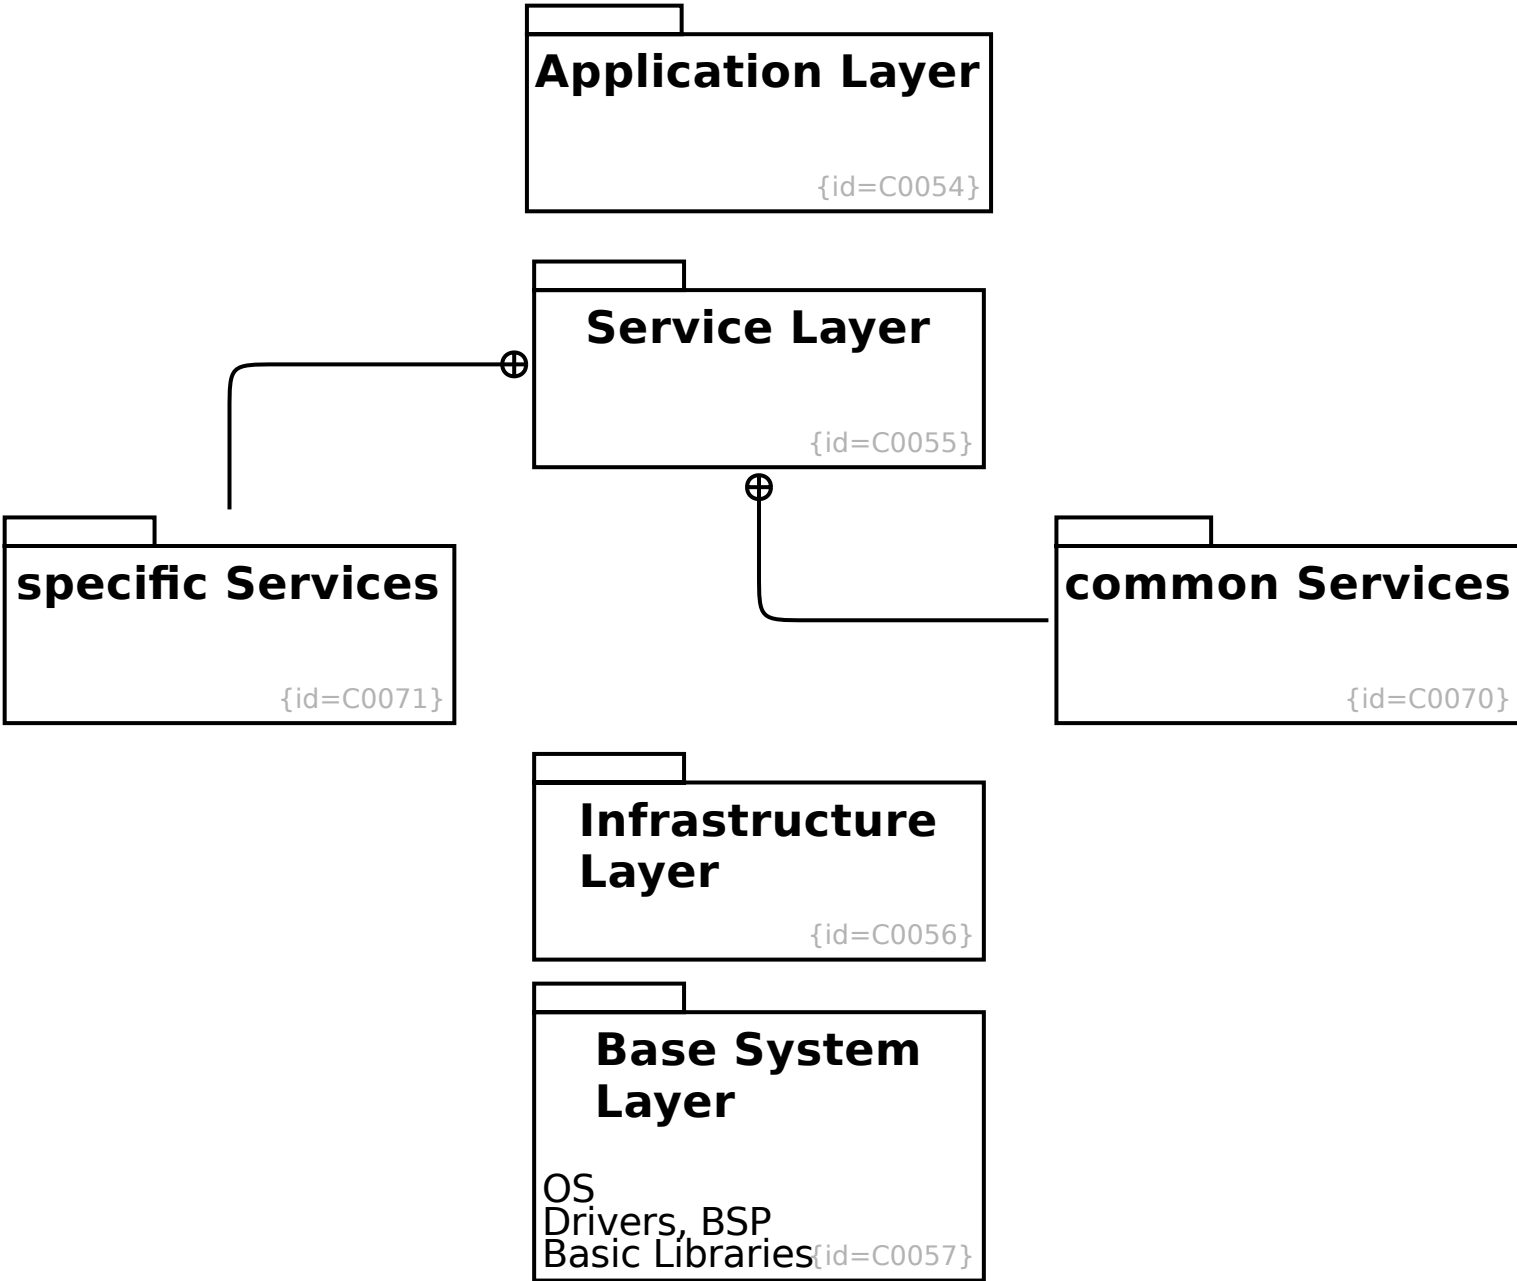 Application Layer
{id=C0054}
Service Layer
{id=C0055}
specific Services
{id=C0071}
common Services
{id=C0070}
Infrastructure
Layer
{id=C0056}
Base System
Layer
OS
Drivers, BSP
Basic Libraries
{id=C0057}